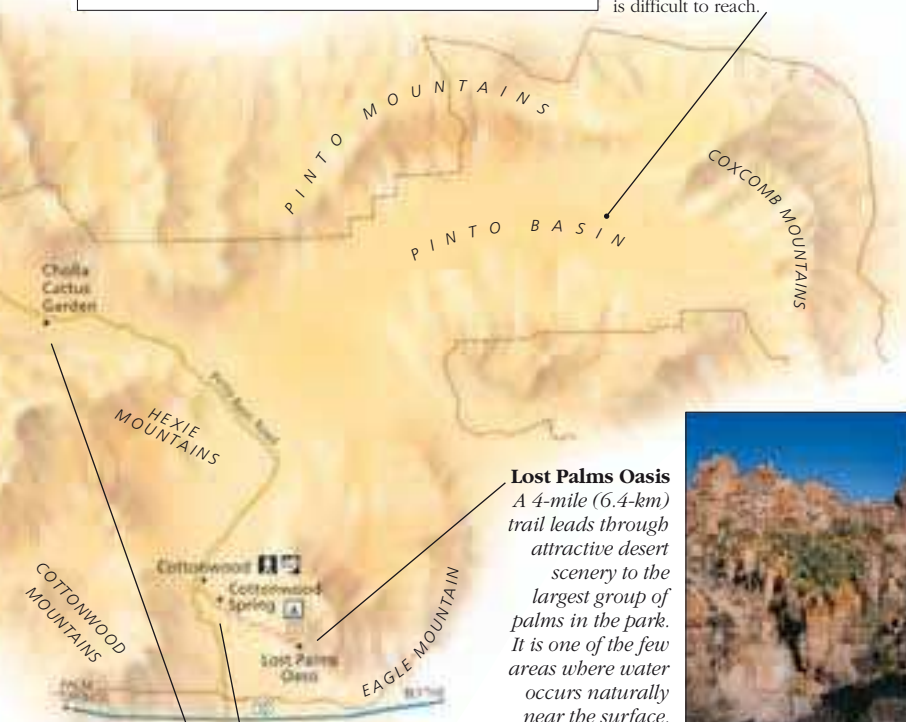 is difficult to reach.
PINTO MOUNTAINS
COXCOMB MOUNTAINS
PINTO BASIN
Cholla
Cactus
Garden
Pinto Basin Road
HEXIE
MOUNTAINS
Lost Palms Oasis
A 4-mile (6.4-km)
trail leads through
attractive desert
scenery to the
largest group of
palms in the park.
It is one of the few
areas where water
occurs naturally
near the surface.
Cottonwood
Cottonwood
Spring
COTTONWOOD
MOUNTAINS
Lost Palms
Oasis
EAGLE MOUNTAIN
PALM
BLYTHE
10